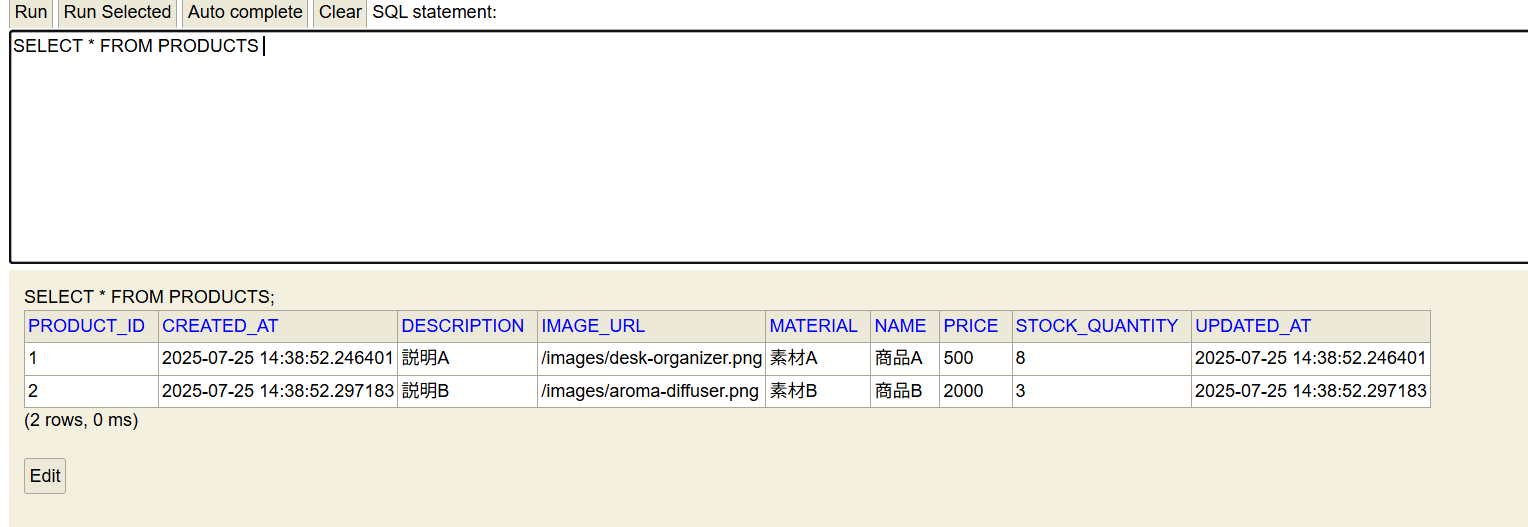 Run Run Selected Auto complete Clear SQL statement:
SELECT * FROM PRODUCTS
SELECT * FROM PRODUCTS;
PRODUCT_ID CREATED_AT DESCRIPTION IMAGE_URL MATERIAL NAME PRICE STOCK_QUANTITY UPDATED_AT
1 2025-07-25 14:38:52.246401 説明A /images/desk-organizer.png 素材A 商品A 500 8 2025-07-25 14:38:52.246401
2 2025-07-25 14:38:52.297183 説明B /images/aroma-diffuser.png 素材B 商品B 2000 3 2025-07-25 14:38:52.297183
(2 rows, 0 ms)
Edit